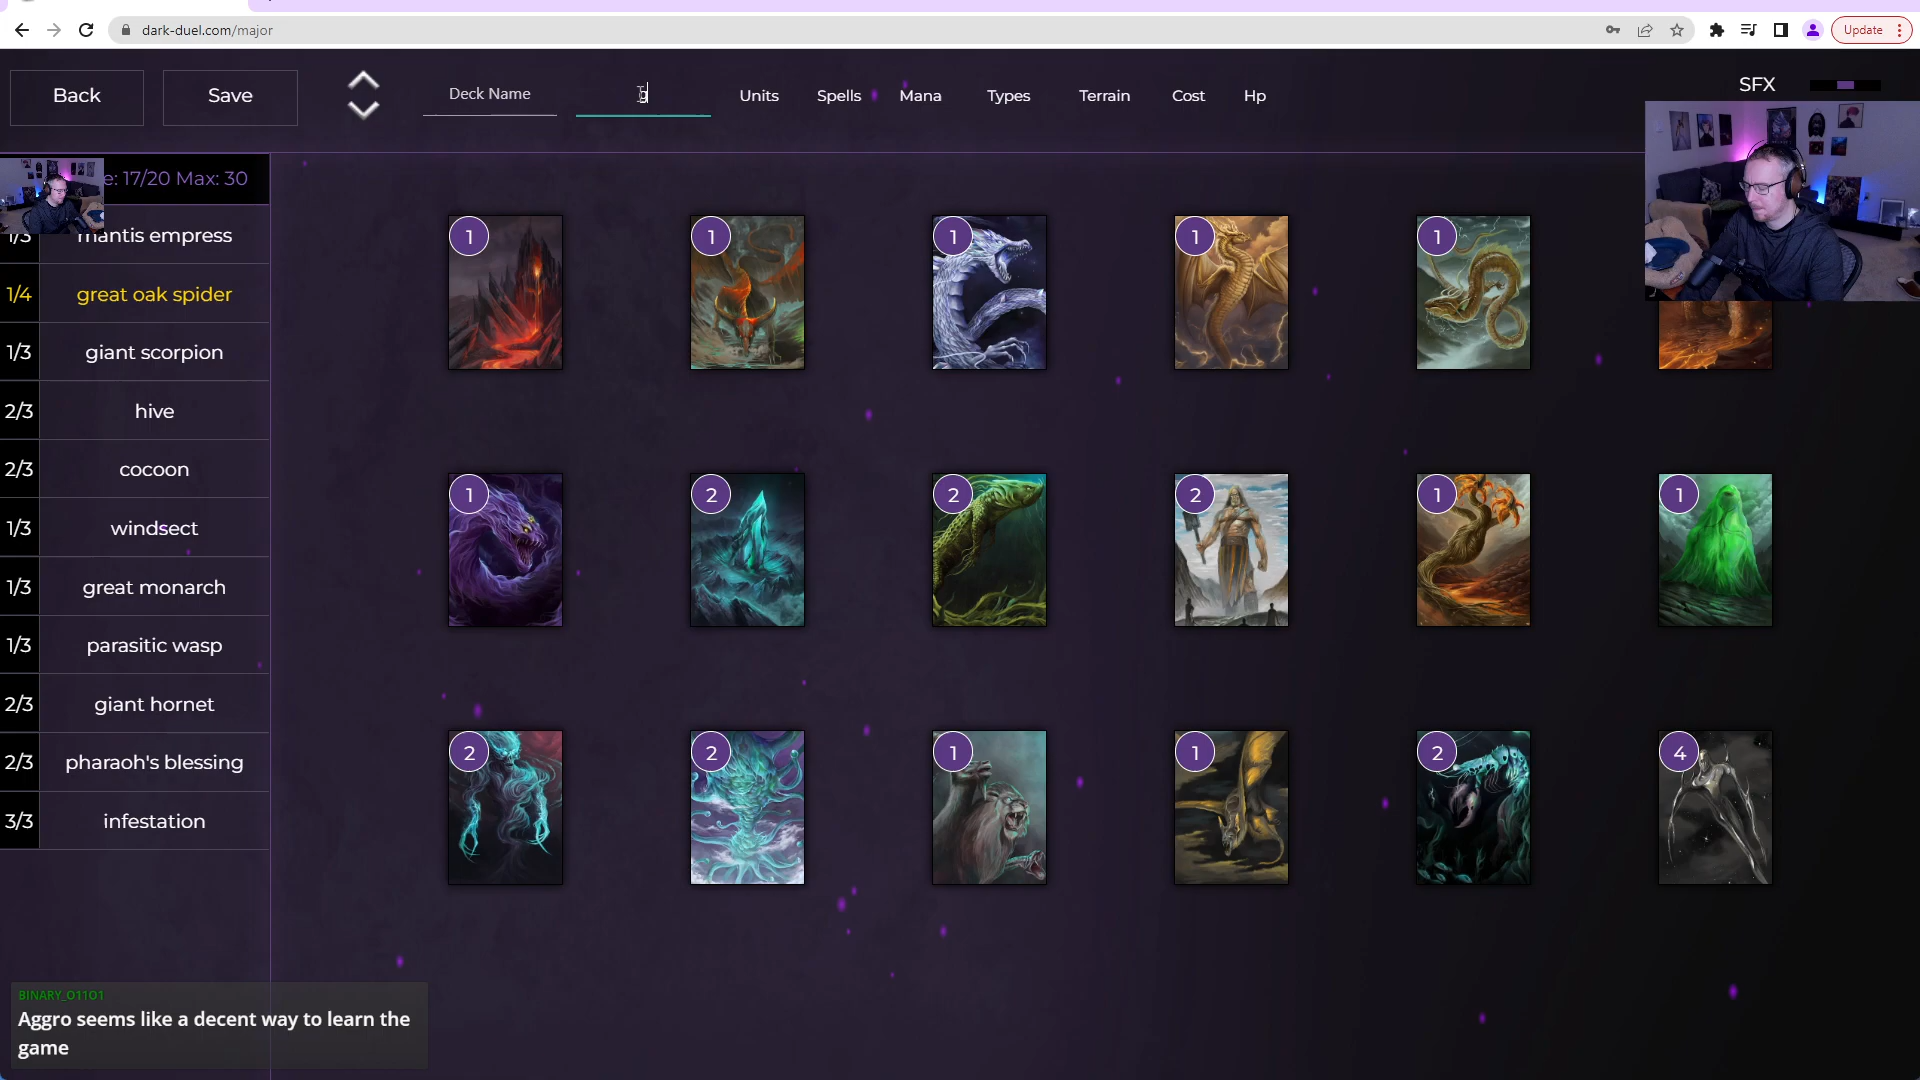 dark-duel.com/major
Update
Back
Save
Deck Name
Units
Spells
Mana
Types
Terrain
Cost
Hp
SFX
e: 17/20 Max: 30
1/3 mantis empress
1/4 great oak spider
1/3 giant scorpion
2/3 hive
2/3 cocoon
1/3 windsect
1/3 great monarch
1/3 parasitic wasp
2/3 giant hornet
2/3 pharaoh's blessing
3/3 infestation
1 1 1 1 1
1 2 2 2 1 1
2 2 1 1 2 4
BINARY_01101
Aggro seems like a decent way to learn the
game